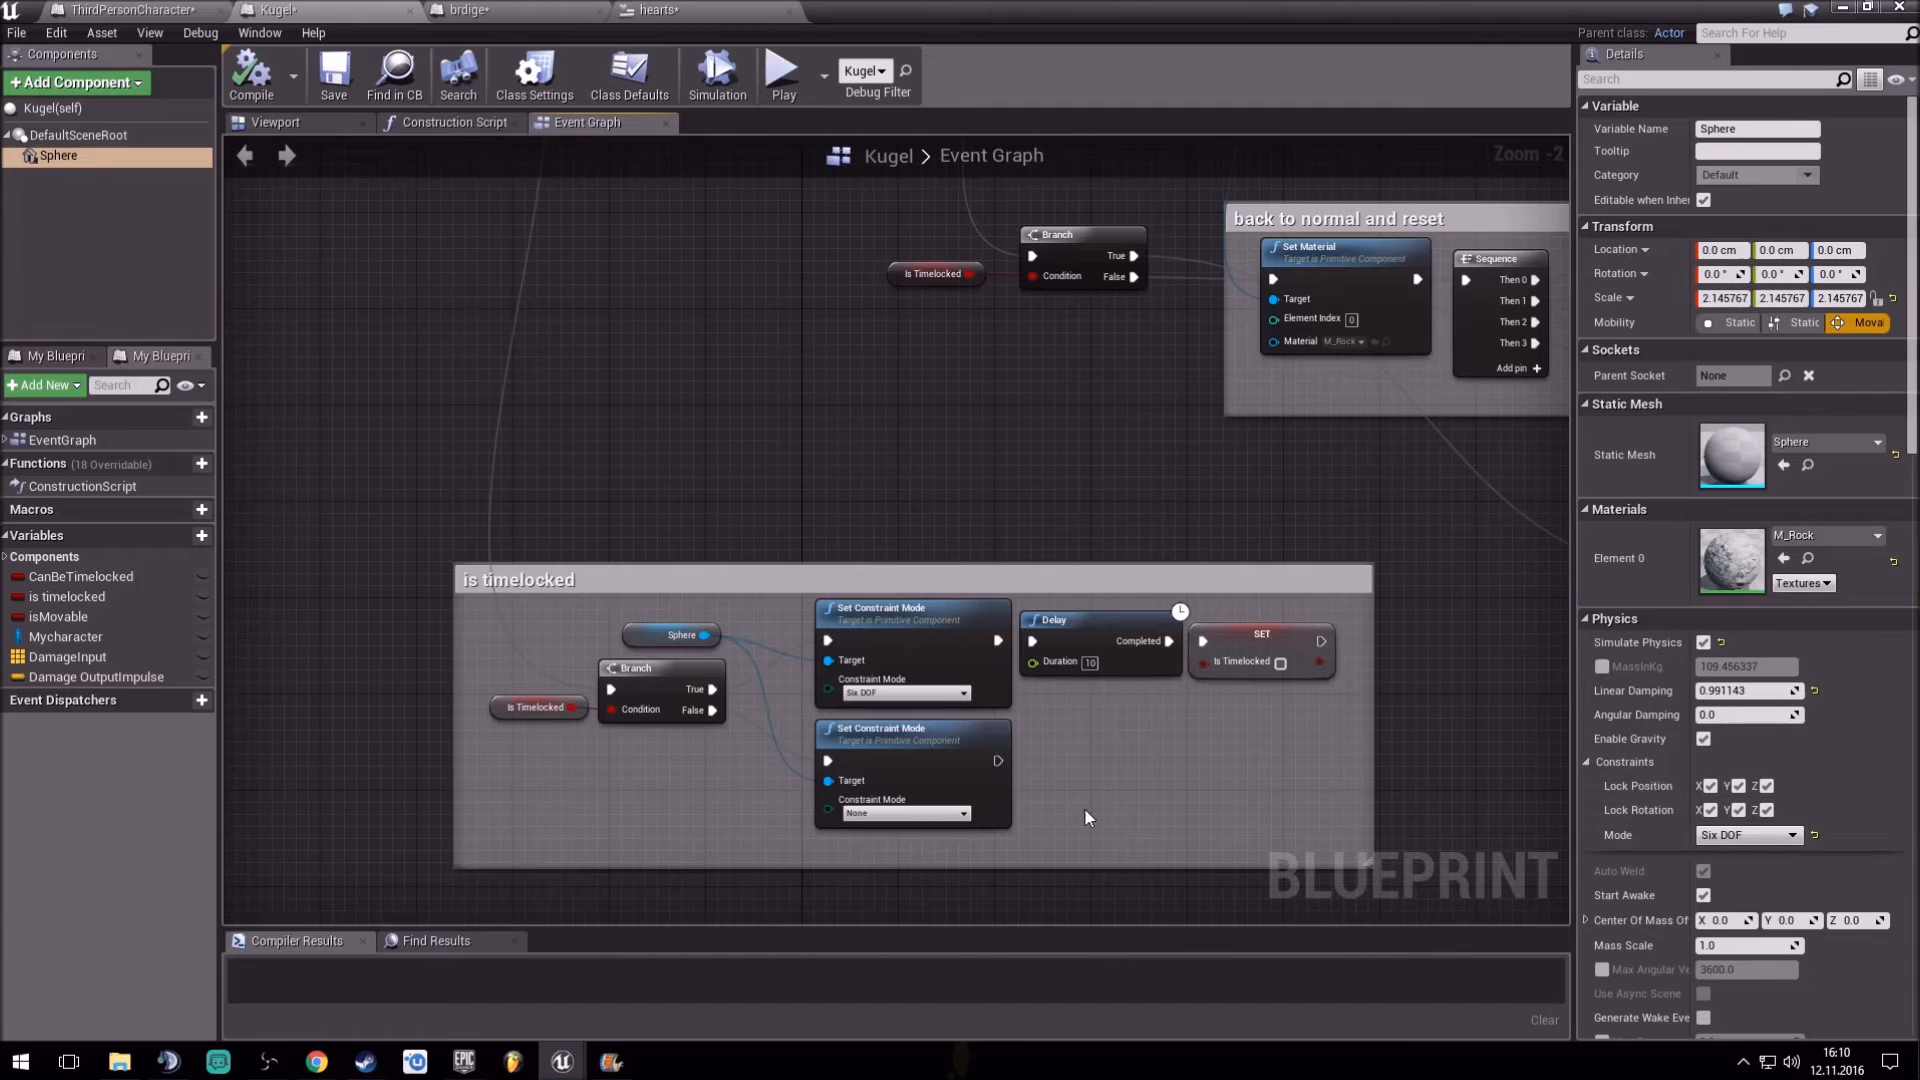 ThirdPersonCharacter*
Kugel*
brdige*
hearts*
File Edit Asset View Debug Window Help
Parent class: Actor
Search For Help
Components
+Add Component
Kugel(self)
DefaultSceneRoot
Sphere
Compile
Save
Find in CB
Search
Class Settings
Class Defaults
Simulation
Play
Kugel
Debug Filter
Viewport
Construction Script
Event Graph
Kugel > Event Graph
Zoom -2
Is Timelocked
Branch
True
Condition
False
back to normal and reset
Set Material
Target is Primitive Component
Target
Element Index 0
Material M_Rock
Sequence
Then 0
Then 1
Then 2
Then 3
Add pin +
is timelocked
Sphere
Is Timelocked
Branch
True
Condition
False
Set Constraint Mode
Target is Primitive Component
Target
Constraint Mode
Six DOF
Set Constraint Mode
Target is Primitive Component
Target
Constraint Mode
None
Delay
Completed
Duration 10
SET
Is Timelocked
BLUEPRINT
My Bluepri
My Bluepri
+Add New
Search
Graphs
EventGraph
Functions (18 Overridable)
ConstructionScript
Macros
Variables
Components
CanBeTimelocked
is timelocked
isMovable
Mycharacter
DamageInput
Damage OutputImpulse
Event Dispatchers
Compiler Results
Find Results
Clear
Details
Search
Variable
Variable Name Sphere
Tooltip
Category Default
Editable when Inher
Transform
Location 0.0 cm 0.0 cm 0.0 cm
Rotation 0.0 ° 0.0 ° 0.0 °
Scale 2.145767 2.145767 2.145767
Mobility Static Static Movab
Sockets
Parent Socket None
Static Mesh
Static Mesh Sphere
Materials
Element 0 M_Rock
Textures
Physics
Simulate Physics
MassInKg 109.456337
Linear Damping 0.991143
Angular Damping 0.0
Enable Gravity
Constraints
Lock Position X Y Z
Lock Rotation X Y Z
Mode Six DOF
Auto Weld
Start Awake
Center Of Mass Of X 0.0 Y 0.0 Z 0.0
Mass Scale 1.0
Max Angular Ve 3600.0
Use Async Scene
Generate Wake Eve
EPIC
GAMES
16:10
12.11.2016